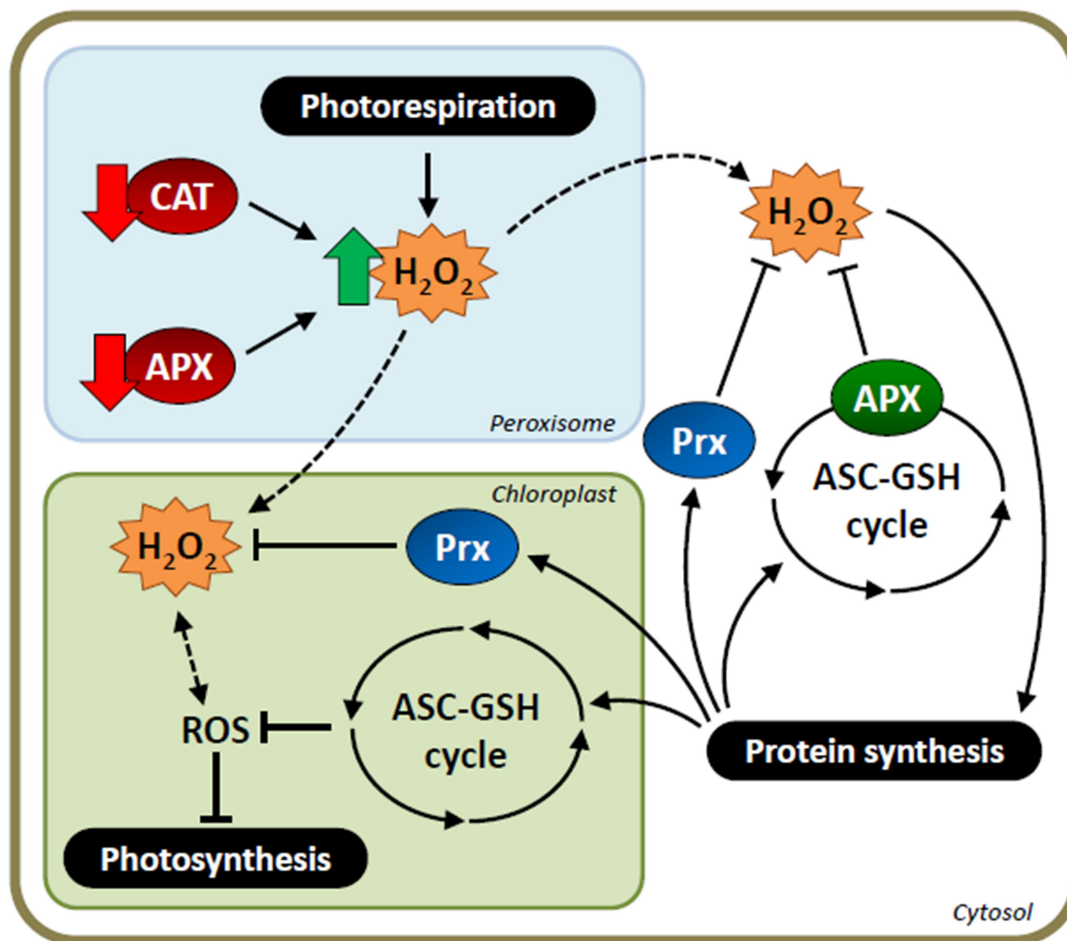 Photorespiration
CAT
H₂O₂
APX
Peroxisome
H₂O₂
APX
Prx
ASC-GSH
cycle
Chloroplast
H₂O₂
Prx
ASC-GSH
cycle
ROS
Protein synthesis
Photosynthesis
Cytosol